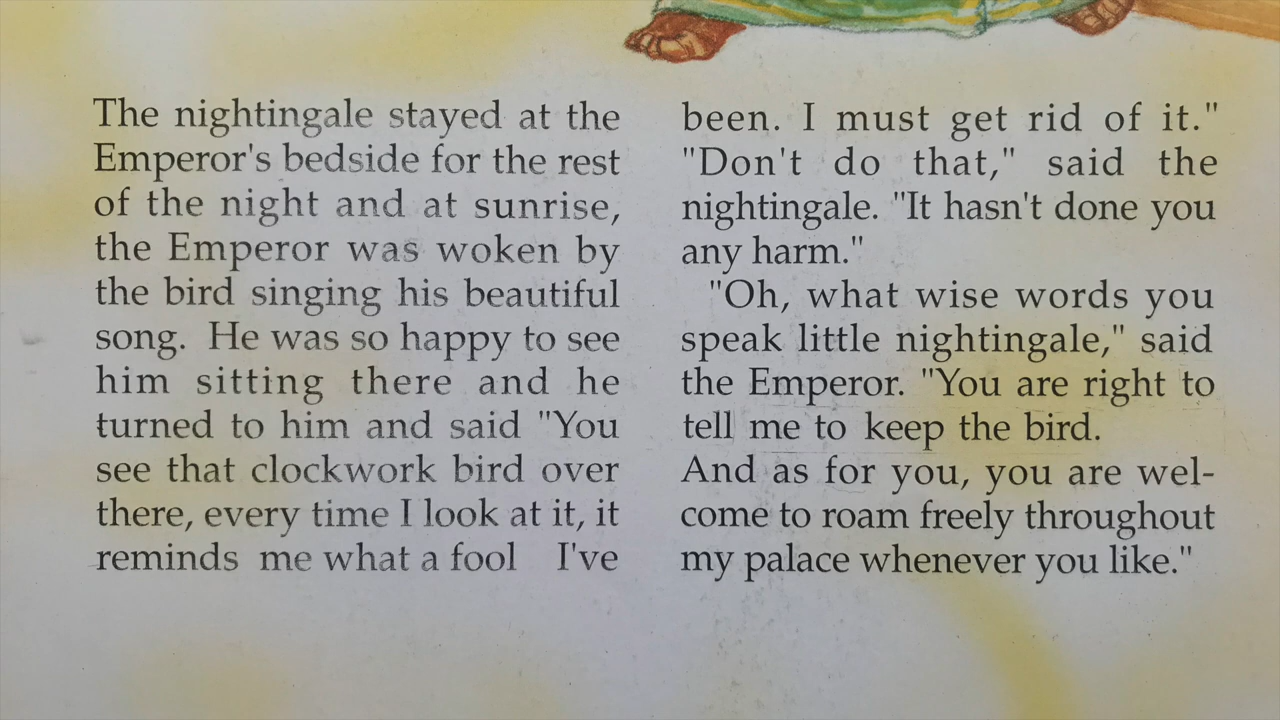 The nightingale stayed at the
Emperor's bedside for the rest
of the night and at sunrise,
the Emperor was woken by
the bird singing his beautiful
song. He was so happy to see
him sitting there and he
turned to him and said "You
see that clockwork bird over
there, every time I look at it, it
reminds me what a fool I've
been. I must get rid of it."
"Don't do that," said the
nightingale. "It hasn't done you
any harm."
"Oh, what wise words you
speak little nightingale," said
the Emperor. "You are right to
tell me to keep the bird.
And as for you, you are wel-
come to roam freely throughout
my palace whenever you like."